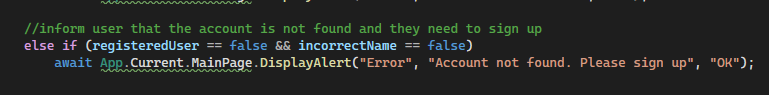 //inform user that the account is not found and they need to sign up
else if (registeredUser == false && incorrectName == false)
await App.Current.MainPage.DisplayAlert("Error", "Account not found. Please sign up", "OK");